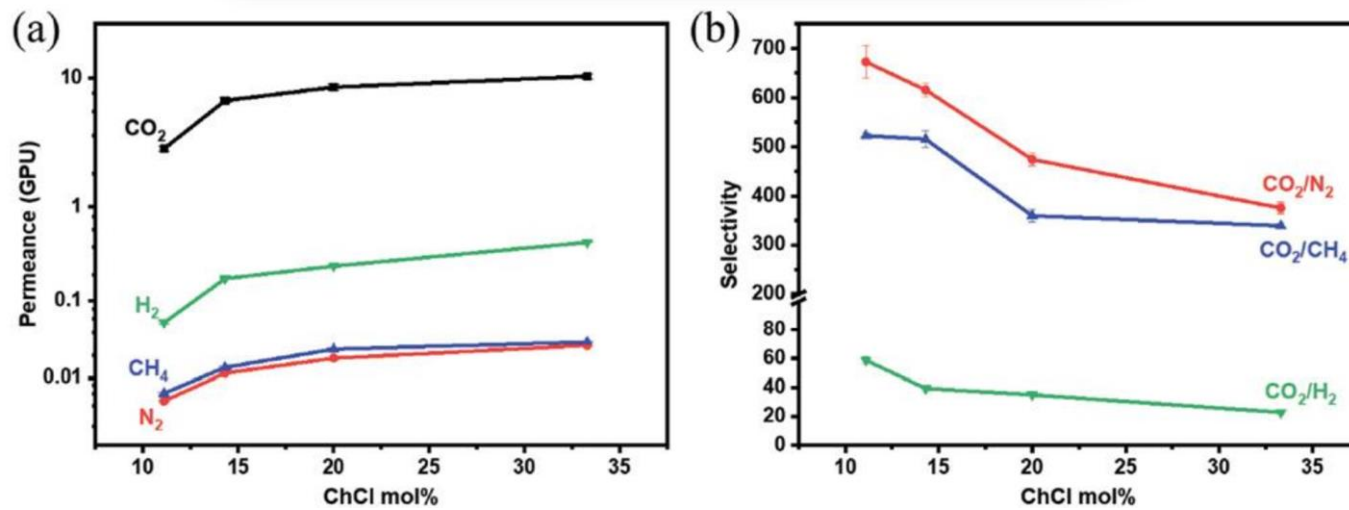 (a)
Permeance (GPU)
10
1
0.1
0.01
CO₂
H₂
CH₄
N₂
10 15 20 25 30 35
ChCl mol%
(b)
Selectivity
700
600
500
400
300
200
80
60
40
20
0
CO₂/N₂
CO₂/CH₄
CO₂/H₂
10 15 20 25 30 35
ChCl mol%